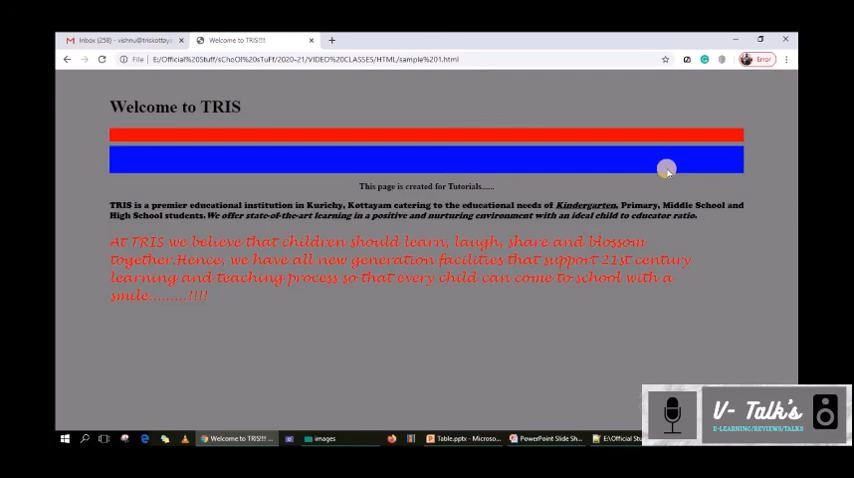 Inbox (258) - vishnu@triskottaya
Welcome to TRIS!!!!
File
E:/Official%20Stuff/sChOOl%20sTuFf/2020-21/VIDEO%20CLASSES/HTML/sample%201.html
Error
Welcome to TRIS
This page is created for Tutorials......
TRIS is a premier educational institution in Kurichy, Kottayam catering to the educational needs of Kindergarten, Primary, Middle School and
High School students. We offer state-of-the-art learning in a positive and nurturing environment with an ideal child to educator ratio.
At TRIS we believe that children should learn, laugh, share and blossom
together.Hence, we have all new generation facilities that support 21st century
learning and teaching process so that every child can come to school with a
smile.........!!!!
V- Talk's
E-LEARNING/REVIEWS/TALKS
Welcome to TRIS!!! ...
images
Table.pptx - Microso...
PowerPoint Slide Sh...
E:\Official Stu